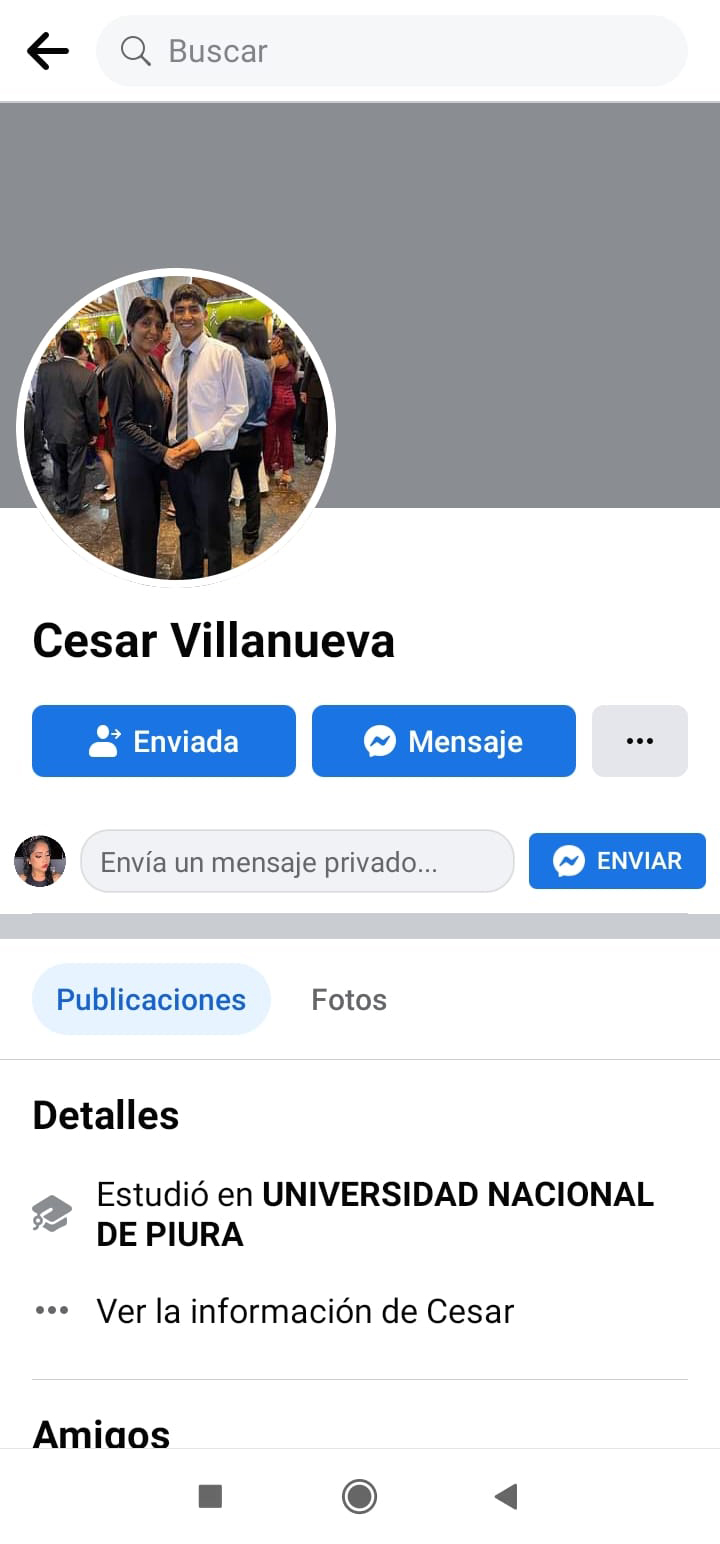 Buscar
Cesar Villanueva
Enviada
Mensaje
Envía un mensaje privado...
ENVIAR
Publicaciones
Fotos
Detalles
Estudió en UNIVERSIDAD NACIONAL
DE PIURA
Ver la información de Cesar
Amigos